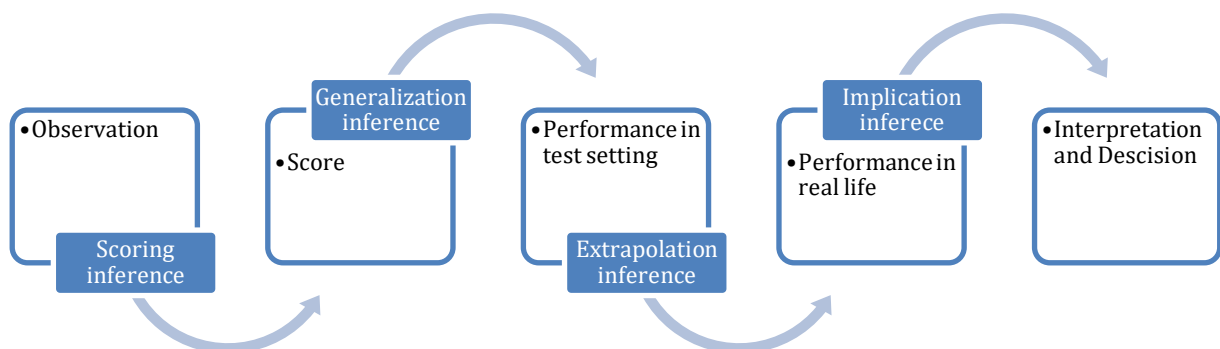 •Observation
Scoring
inference
Generalization
inference
•Score
•Performance in
test setting
Extrapolation
inference
Implication
inferece
•Performance in
real life
•Interpretation
and Descision